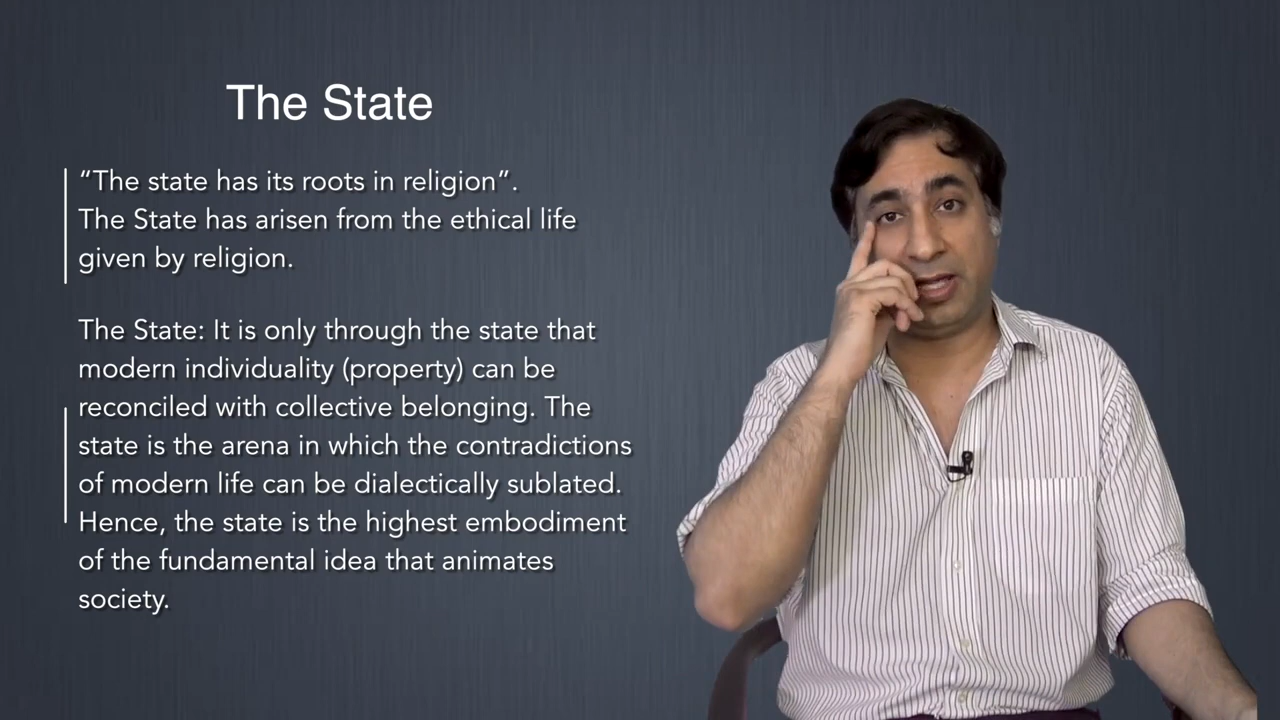 The State
“The state has its roots in religion”.
The State has arisen from the ethical life
given by religion.
The State: It is only through the state that
modern individuality (property) can be
reconciled with collective belonging. The
state is the arena in which the contradictions
of modern life can be dialectically sublated.
Hence, the state is the highest embodiment
of the fundamental idea that animates
society.